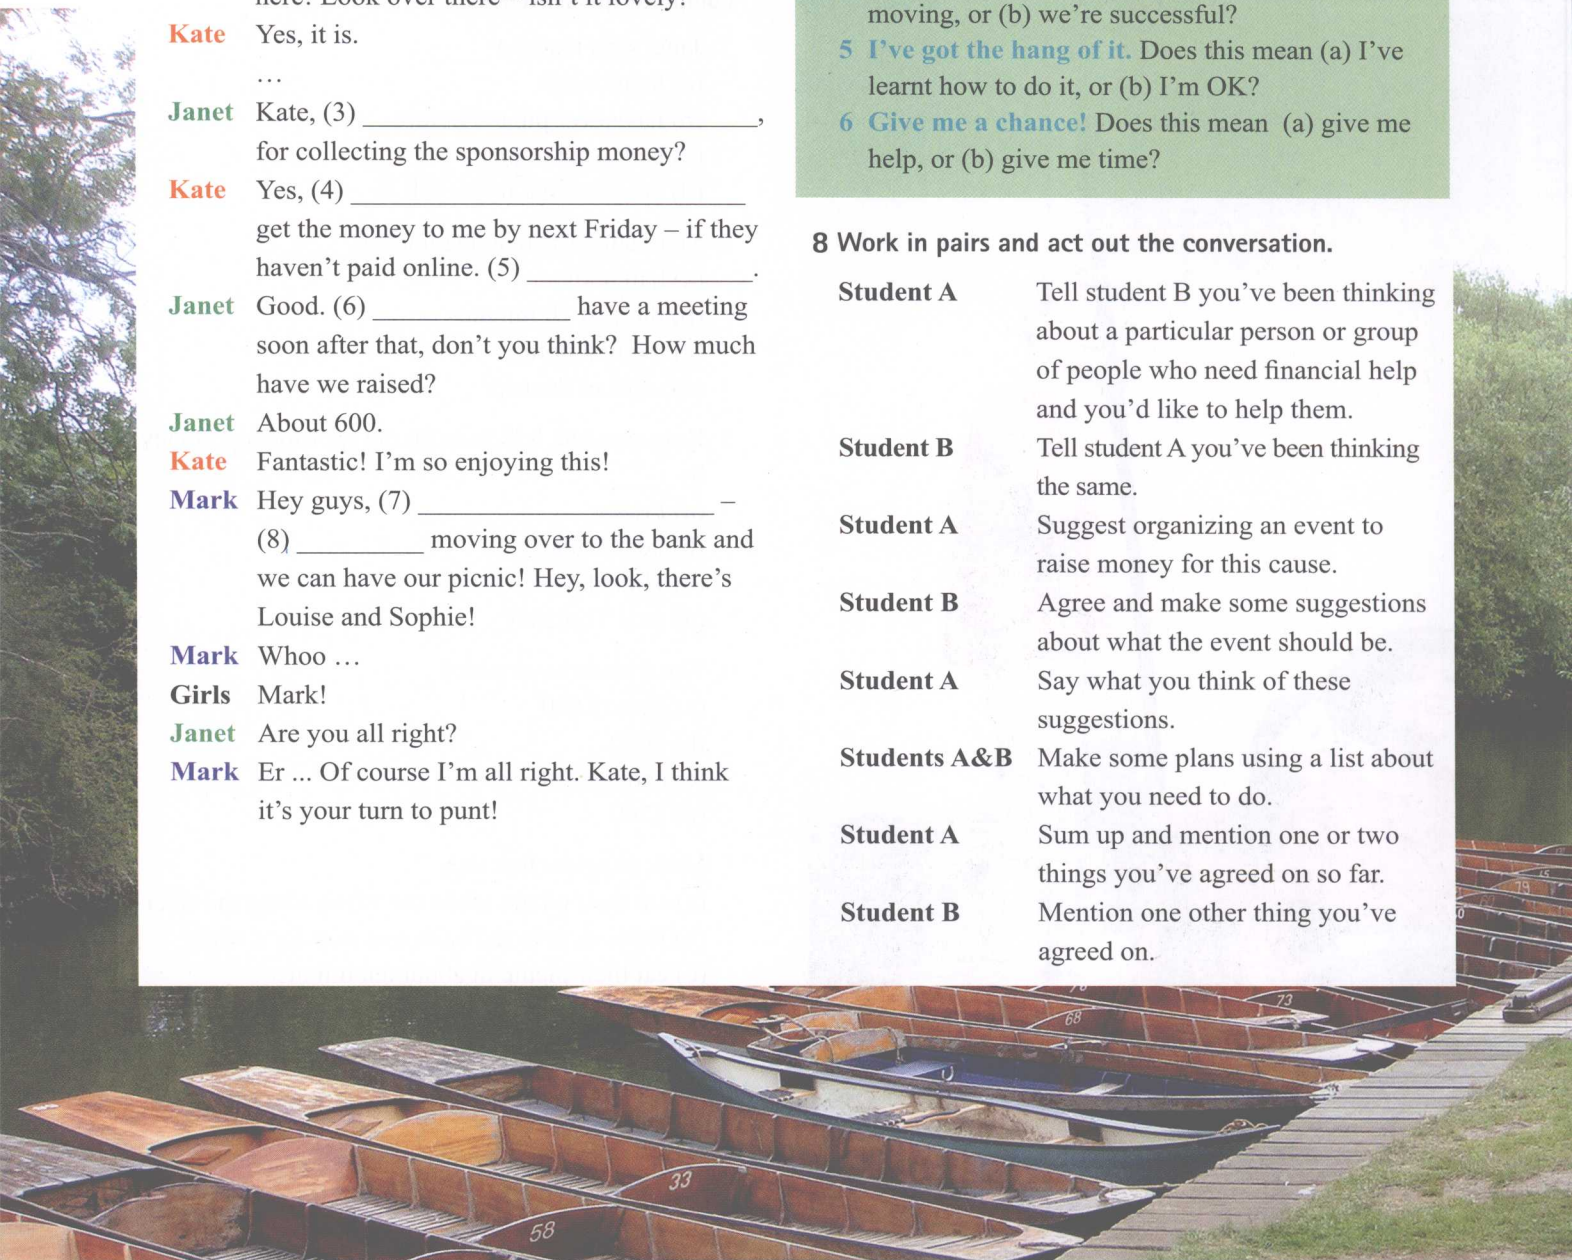 Kate Yes, it is.
…
Janet Kate, (3) ____________________________,
for collecting the sponsorship money?
Kate Yes, (4) ____________________________
get the money to me by next Friday – if they
haven't paid online. (5) ________________.
Janet Good. (6) ______________ have a meeting
soon after that, don't you think? How much
have we raised?
Janet About 600.
Kate Fantastic! I'm so enjoying this!
Mark Hey guys, (7) _____________________ –
(8) _________ moving over to the bank and
we can have our picnic! Hey, look, there's
Louise and Sophie!
Mark Whoo …
Girls Mark!
Janet Are you all right?
Mark Er ... Of course I'm all right. Kate, I think
it's your turn to punt!
moving, or (b) we're successful?
5 I've got the hang of it. Does this mean (a) I've
learnt how to do it, or (b) I'm OK?
6 Give me a chance! Does this mean (a) give me
help, or (b) give me time?
8 Work in pairs and act out the conversation.
Student A Tell student B you've been thinking
about a particular person or group
of people who need financial help
and you'd like to help them.
Student B Tell student A you've been thinking
the same.
Student A Suggest organizing an event to
raise money for this cause.
Student B Agree and make some suggestions
about what the event should be.
Student A Say what you think of these
suggestions.
Students A&B Make some plans using a list about
what you need to do.
Student A Sum up and mention one or two
things you've agreed on so far.
Student B Mention one other thing you've
agreed on.
73
68
33
58